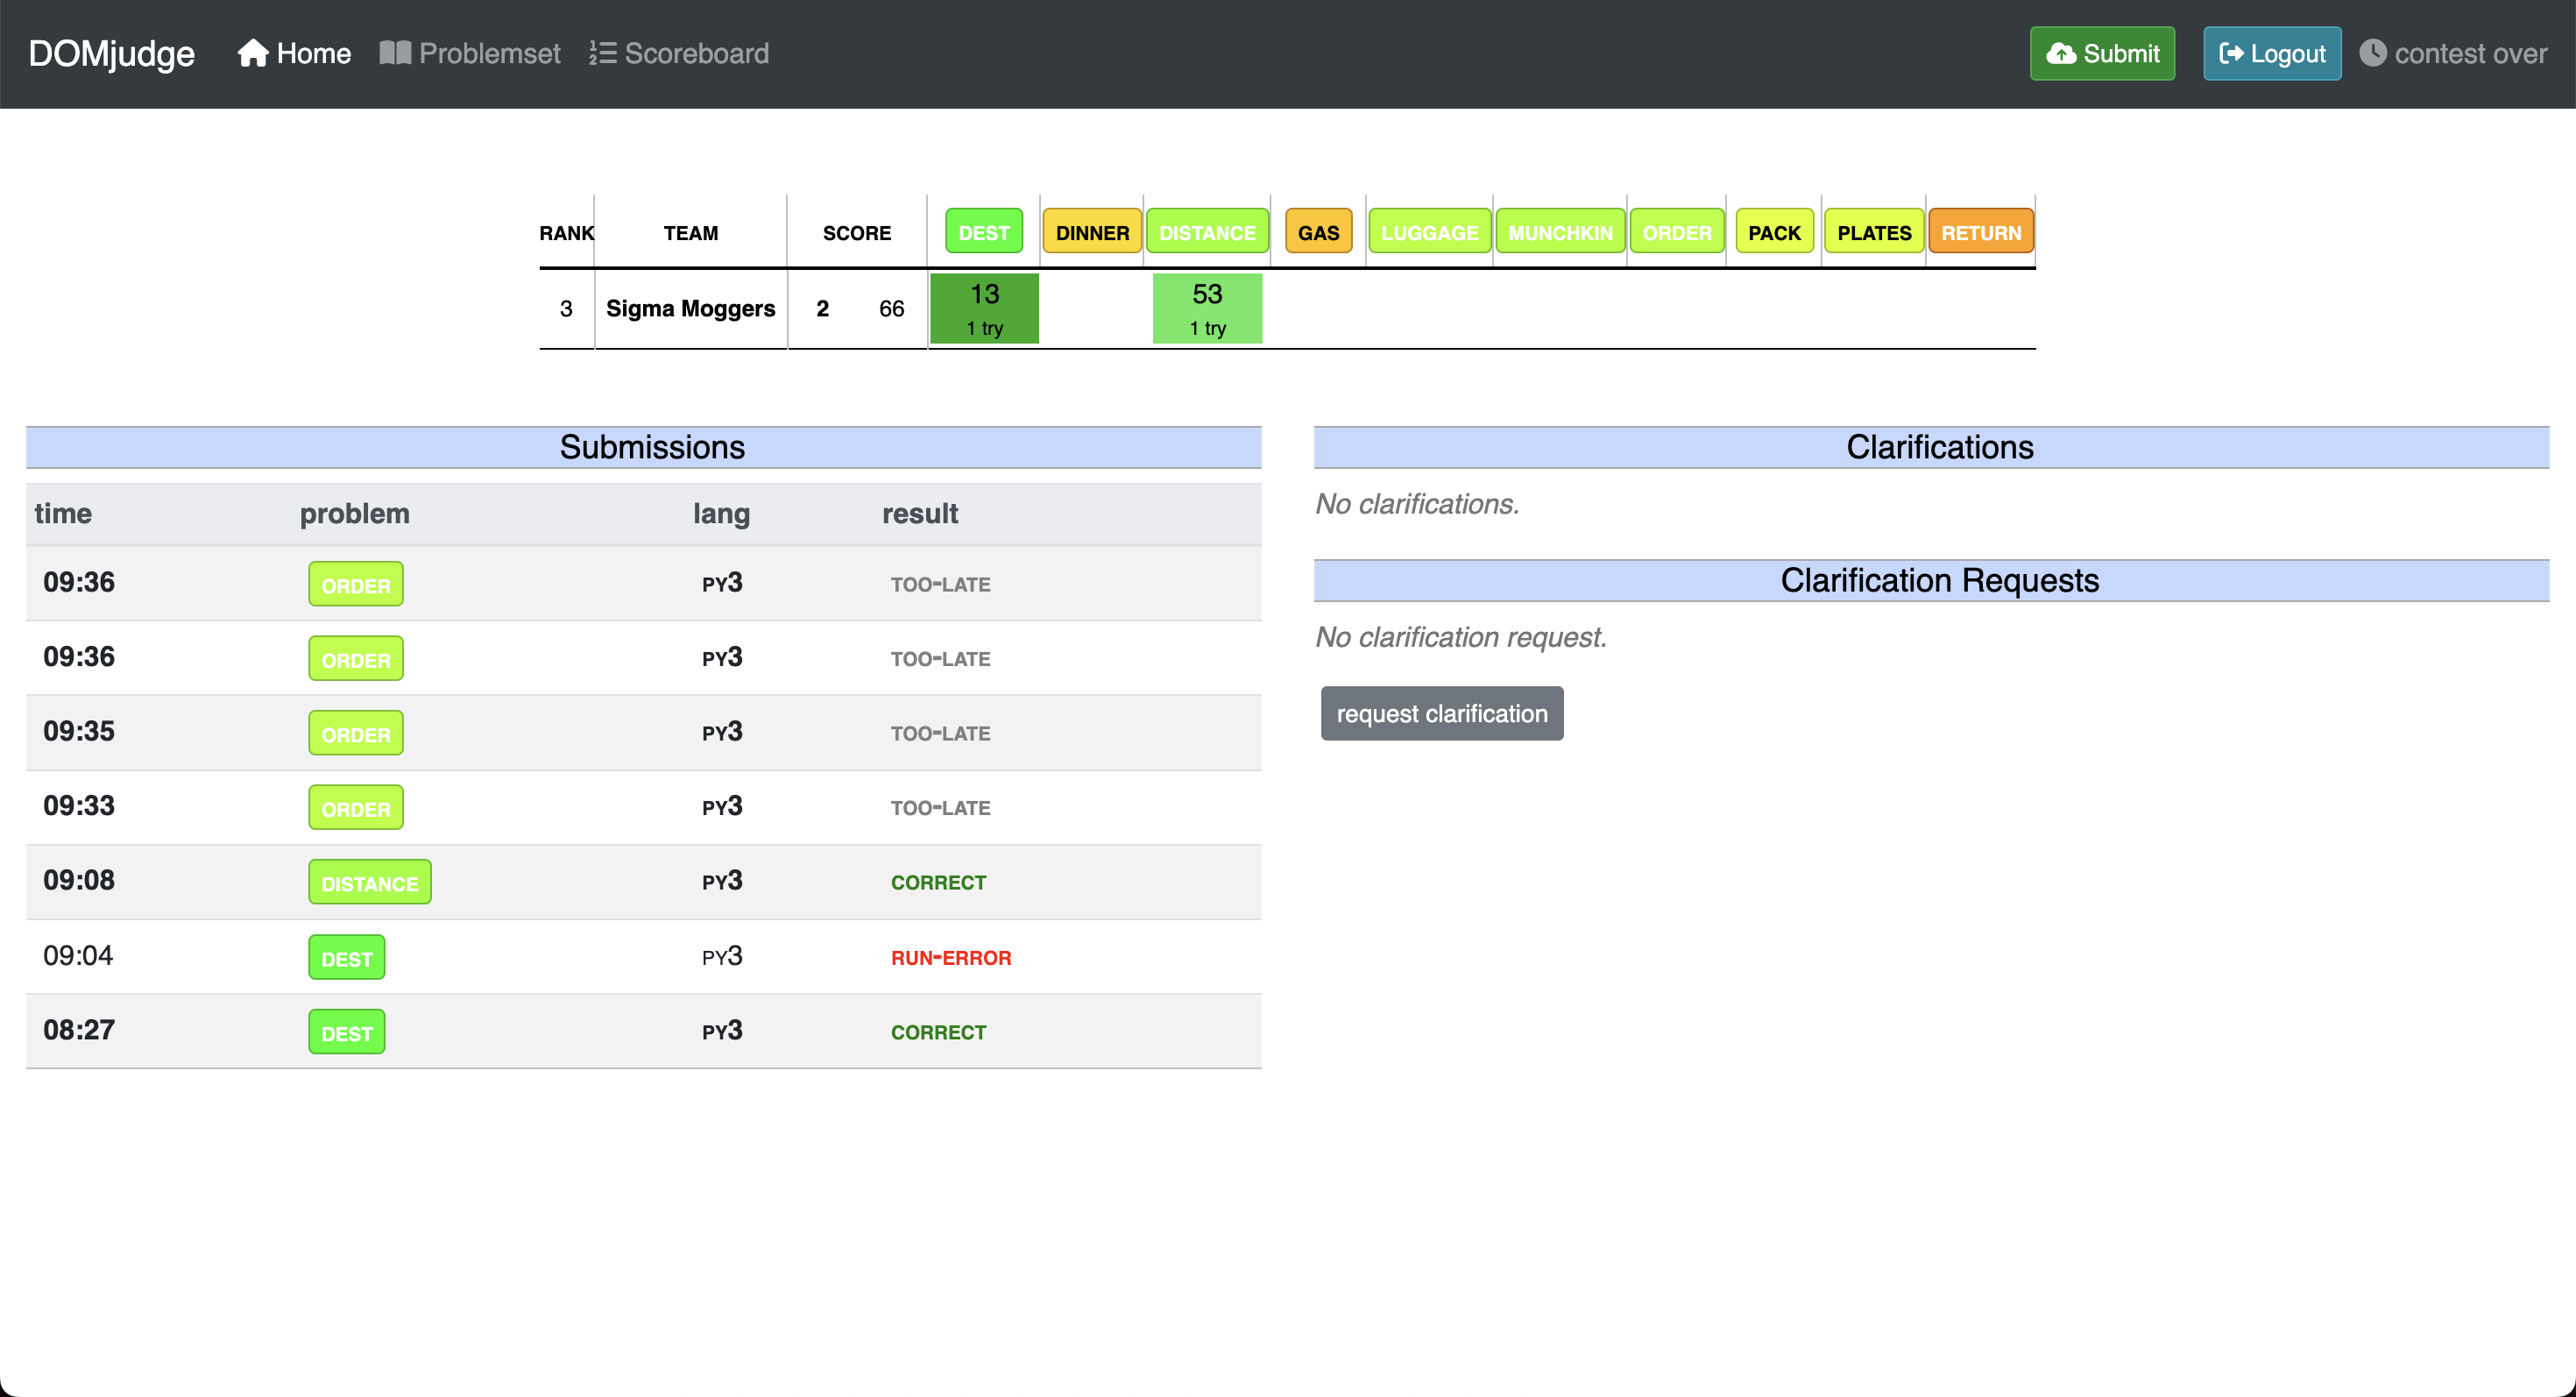 DOMjudge Home Problemset Scoreboard Submit Logout contest over
RANK TEAM SCORE DEST DINNER DISTANCE GAS LUGGAGE MUNCHKIN ORDER PACK PLATES RETURN
3 Sigma Moggers 2 66 13 53
1 try 1 try
Submissions
time problem lang result
09:36 ORDER PY3 TOO-LATE
09:36 ORDER PY3 TOO-LATE
09:35 ORDER PY3 TOO-LATE
09:33 ORDER PY3 TOO-LATE
09:08 DISTANCE PY3 CORRECT
09:04 DEST PY3 RUN-ERROR
08:27 DEST PY3 CORRECT
Clarifications
No clarifications.
Clarification Requests
No clarification request.
request clarification